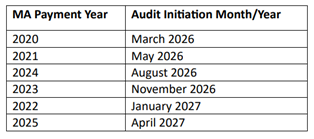 MA Payment Year Audit Initiation Month/Year
2020 March 2026
2021 May 2026
2024 August 2026
2023 November 2026
2022 January 2027
2025 April 2027